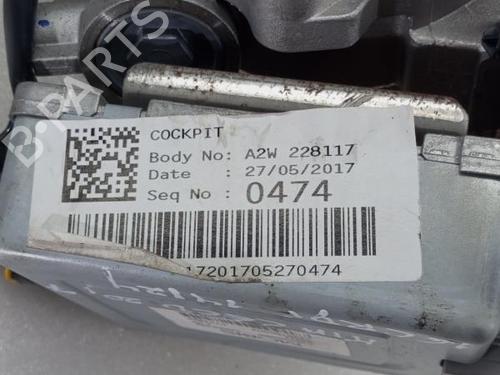 B-PARTS
COCKPIT
Body No: A2W 228117
Date : 27/05/2017
Seq No : 0474
17201705270474